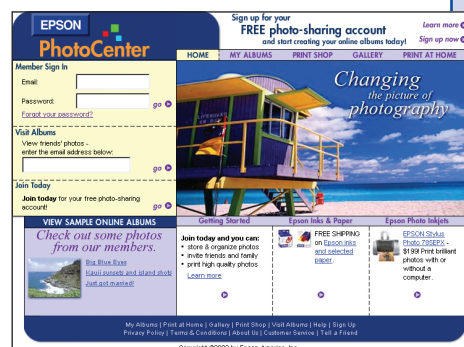 EPSON
PhotoCenter
Sign up for your
FREE photo-sharing account
and start creating your online albums today!
Learn more
Sign up now
HOME
MY ALBUMS
PRINT SHOP
GALLERY
PRINT AT HOME
Member Sign In
Email:
Password:
go
Forgot your password?
Visit Albums
View friends' photos -
enter the email address below:
go
Join Today
Join today for your free photo-sharing
account!
go
Changing
the picture of
photography
VIEW SAMPLE ONLINE ALBUMS
Check out some photos
from our members.
Big Blue Eyes
Kauii sunsets and island shots
Just got married!
Getting Started
Join today and you can:
• store & organize photos
• invite friends and family
• print high quality photos
Learn more
Epson Inks & Paper
FREE SHIPPING
on Epson inks
and selected
paper.
Epson Photo Inkjets
EPSON Stylus
Photo 785EPX -
$199! Print brilliant
photos with or
without a
computer.
My Albums | Print at Home | Gallery | Print Shop | Visit Albums | Help | Sign Up
Privacy Policy | Terms & Conditions | About Us | Customer Service | Tell a Friend
by Epson America, Inc.